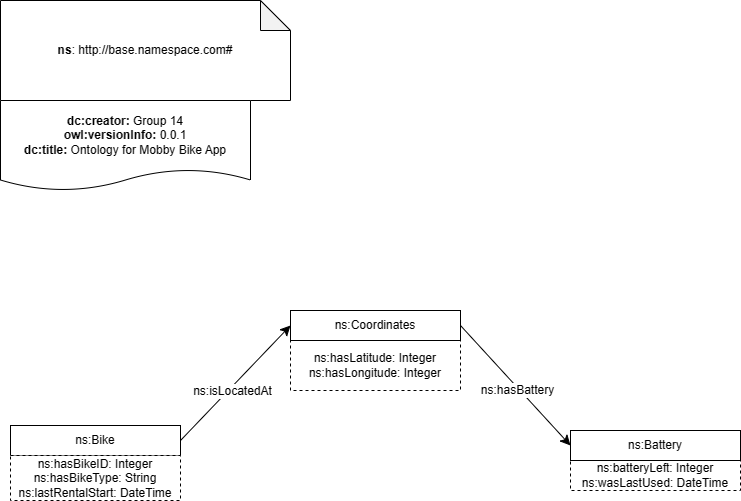 ns: http://base.namespace.com#
dc:creator: Group 14
owl:versionInfo: 0.0.1
dc:title: Ontology for Mobby Bike App
ns:Coordinates
ns:hasLatitude: Integer
ns:hasLongitude: Integer
ns:isLocatedAt
ns:hasBattery
ns:Bike
ns:hasBikeID: Integer
ns:hasBikeType: String
ns:lastRentalStart: DateTime
ns:Battery
ns:batteryLeft: Integer
ns:wasLastUsed: DateTime